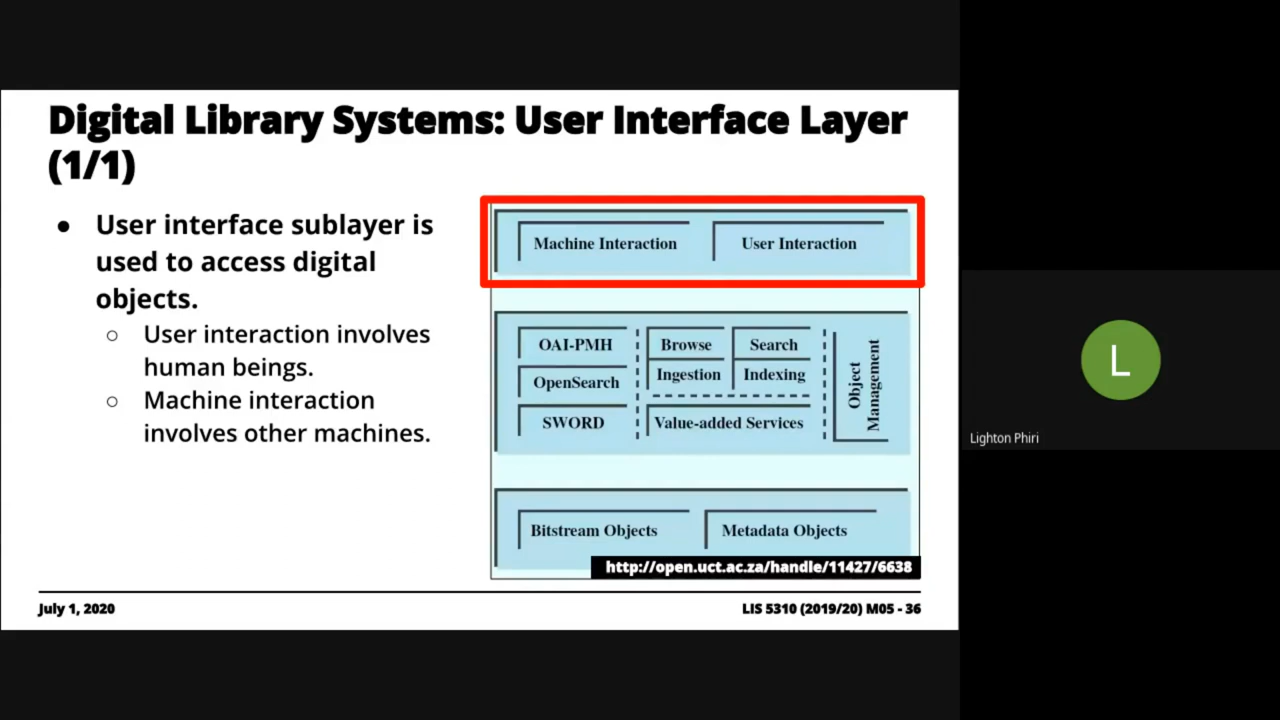 Digital Library Systems: User Interface Layer
(1/1)
● User interface sublayer is
used to access digital
objects.
○ User interaction involves
human beings.
○ Machine interaction
involves other machines.
Machine Interaction
User Interaction
OAI-PMH
OpenSearch
SWORD
Browse
Search
Ingestion
Indexing
Value-added Services
Object
Management
Bitstream Objects
Metadata Objects
http://open.uct.ac.za/handle/11427/6638
July 1, 2020
LIS 5310 (2019/20) M05 - 36
L
Lighton Phiri